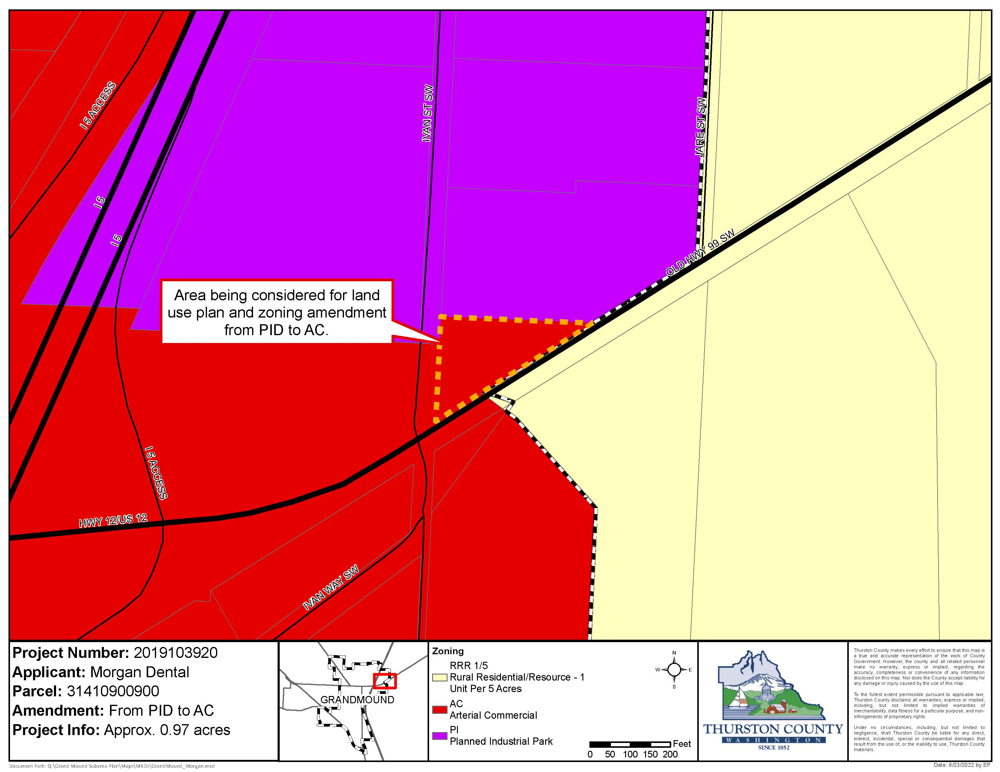 I 5 ACCESS
IVAN ST SW
JARE ST SW
I 5
I 5
OLD HWY 99 SW
Area being considered for land
use plan and zoning amendment
from PID to AC.
I 5 ACCESS
HWY 12/US 12
IVAN WAY SW
Project Number: 2019103920
Applicant: Morgan Dental
Parcel: 31410900900
Amendment: From PID to AC
Project Info: Approx. 0.97 acres
GRANDMOUND
Zoning
RRR 1/5
Rural Residential/Resource - 1
Unit Per 5 Acres
AC
Arterial Commercial
PI
Planned Industrial Park
N
W E
S
Feet
0 50 100 150 200
THURSTON COUNTY
WASHINGTON
SINCE 1852
Thurston County makes every effort to ensure that this map is
a true and accurate representation of the work of County
Government. However, the county and all related personnel
make no warranty, express or implied, regarding the
accuracy, completeness or convenience of any information
disclosed on this map. Nor does the County accept liability for
any damage or injury caused by the use of this map.
To the fullest extent permissible pursuant to applicable law,
Thurston County disclaims all warranties, express or implied,
including, but not limited to implied warranties of
merchantability, data fitness for a particular purpose, and non-
infringements of proprietary rights.
Under no circumstances, including, but not limited to
negligence, shall Thurston County be liable for any direct,
indirect, incidental, special or consequential damages that
result from the use of, or the inability to use, Thurston County
materials.
Document Path: Q:\Grand Mound Subarea Plan\Maps\MXDs\GrandMound_Morgan.mxd
Date: 8/23/2022 by EP